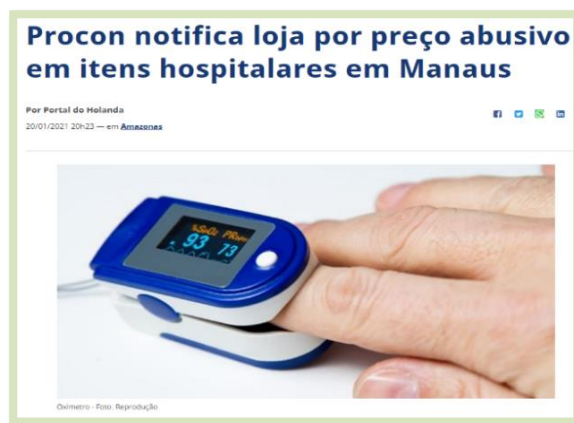 Procon notifica loja por preço abusivo
em itens hospitalares em Manaus
Por Portal do Holanda
20/01/2021 20h23 — em Amazonas
%SpO2 PRbpm
93 73
Oximetro - Foto: Reprodução